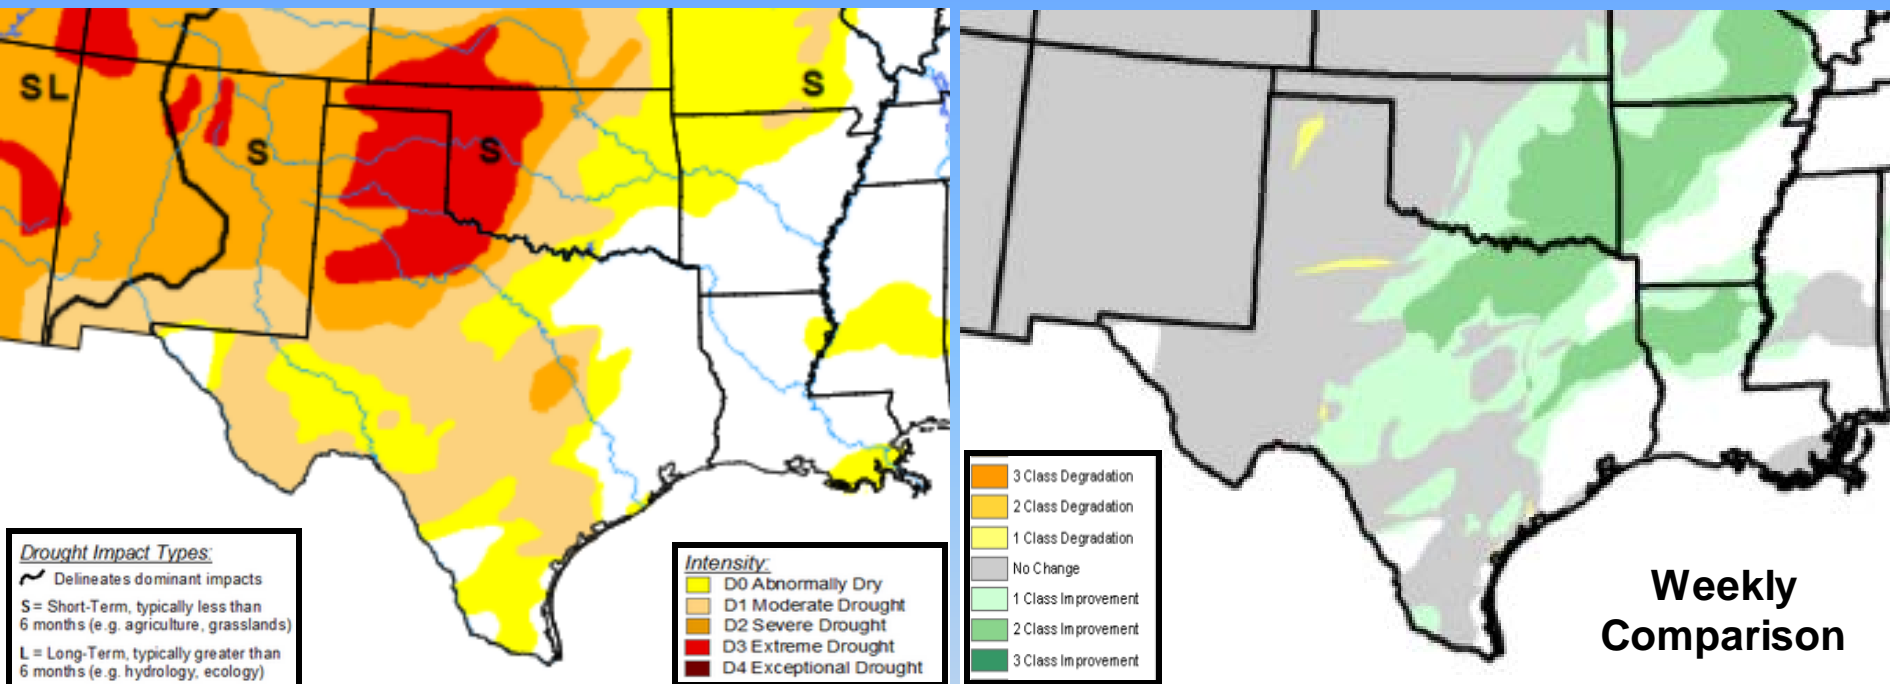 SL
S
S
S
Drought Impact Types:
Delineates dominant impacts
S = Short-Term, typically less than
6 months (e.g. agriculture, grasslands)
L = Long-Term, typically greater than
6 months (e.g. hydrology, ecology)
Intensity:
D0 Abnormally Dry
D1 Moderate Drought
D2 Severe Drought
D3 Extreme Drought
D4 Exceptional Drought
3 Class Degradation
2 Class Degradation
1 Class Degradation
No Change
1 Class Improvement
2 Class Improvement
3 Class Improvement
Weekly
Comparison